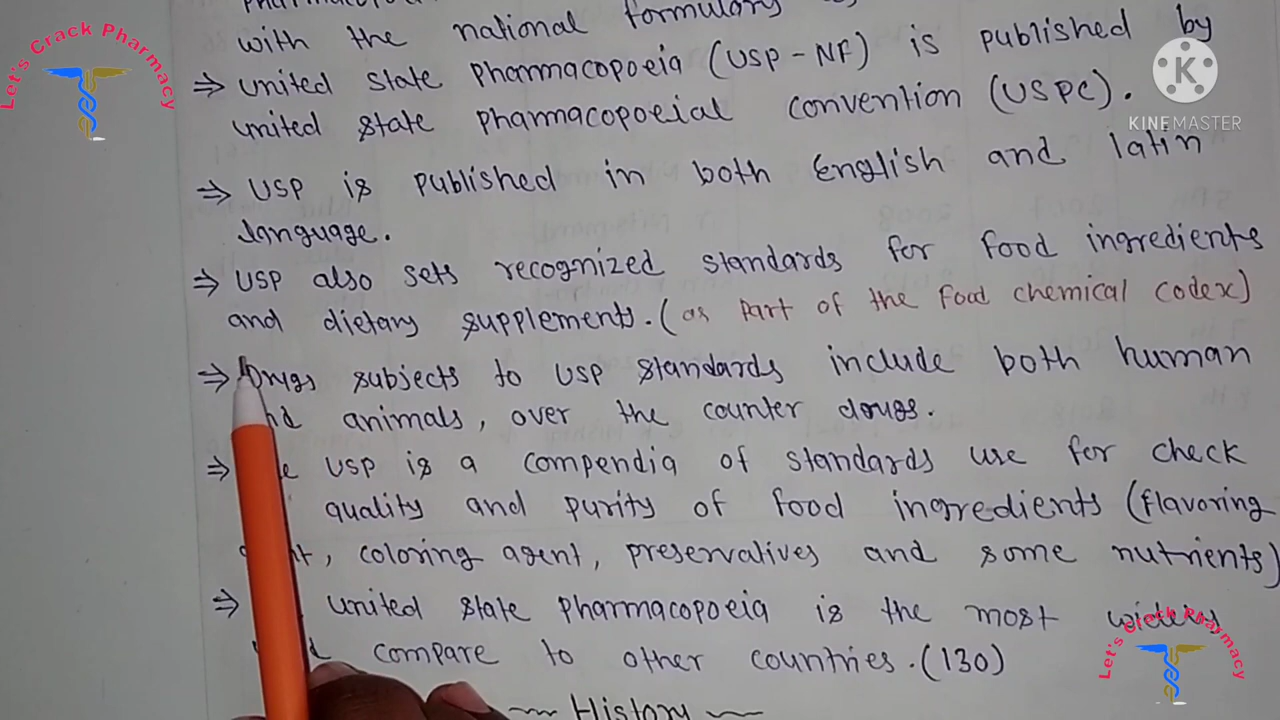 with the national formulary
⇒ United state pharmacopoeia (USP - NF) is published by
united state pharmacopoeial convention (USPC).
⇒ USP is published in both English and latin
language.
⇒ USP also sets recognized standards for food ingredients
and dietary supplements. (as part of the food chemical codex)
⇒ Drugs subjects to USP standards include both human
animals, over the counter drugs.
⇒ USP is a compendia of standards use for check
quality and purity of food ingredients (flavoring
, coloring agent, preservatives and some nutrients)
⇒ united state pharmacopoeia is the most
compare to other countries. (130)
History
Let's Crack Pharmacy
K
KINEMASTER
Let's Crack Pharmacy